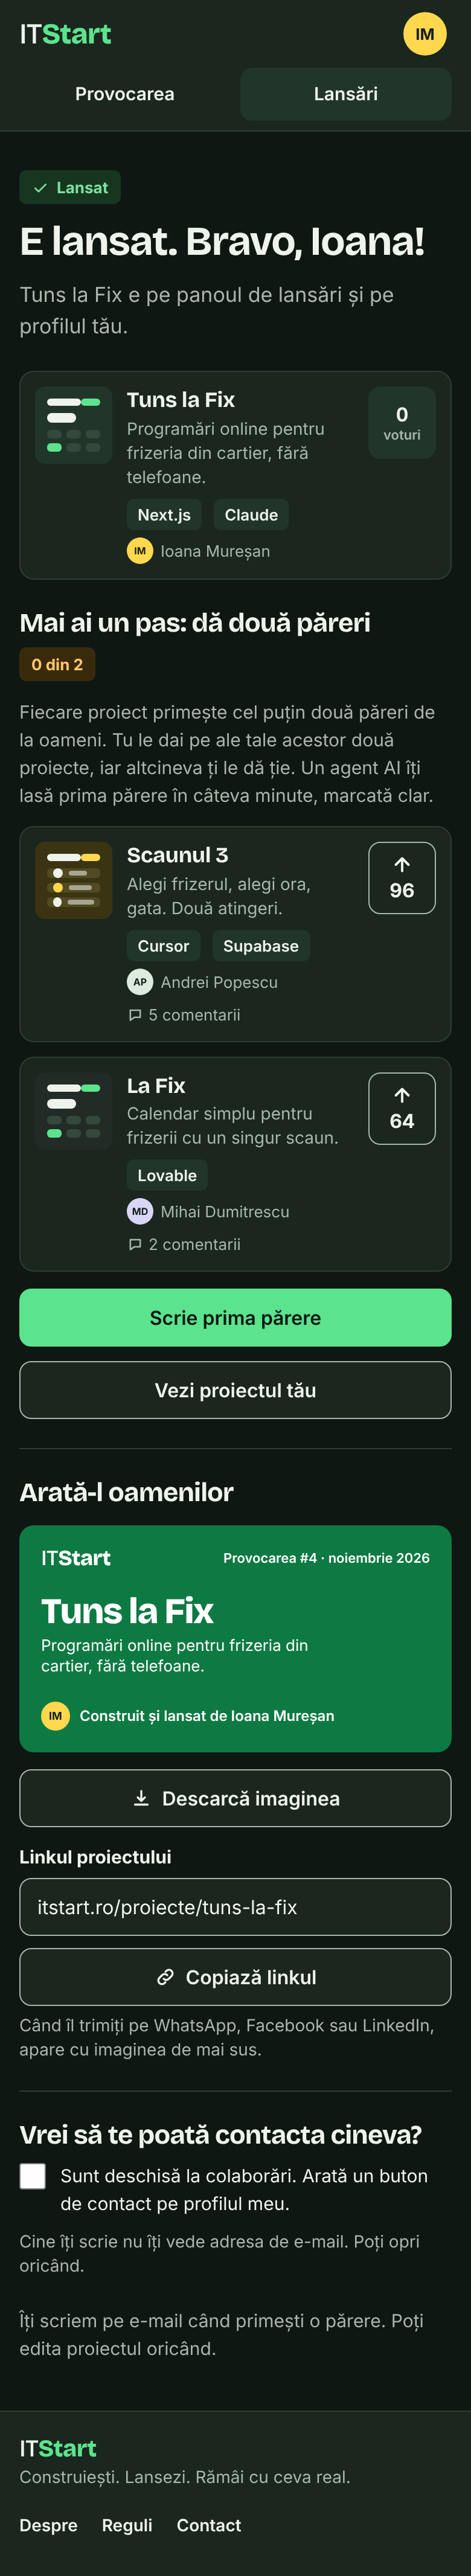 ITStart
IM
Provocarea
Lansări
Lansat
E lansat. Bravo, Ioana!
Tuns la Fix e pe panoul de lansări și pe
profilul tău.
Tuns la Fix
Programări online pentru
frizeria din cartier, fără
telefoane.
Next.js
Claude
IM
Ioana Mureșan
0
voturi
Mai ai un pas: dă două păreri
0 din 2
Fiecare proiect primește cel puțin două păreri de
la oameni. Tu le dai pe ale tale acestor două
proiecte, iar altcineva ți le dă ție. Un agent AI îți
lasă prima părere în câteva minute, marcată clar.
Scaunul 3
Alegi frizerul, alegi ora,
gata. Două atingeri.
Cursor
Supabase
AP
Andrei Popescu
5 comentarii
96
La Fix
Calendar simplu pentru
frizerii cu un singur scaun.
Lovable
MD
Mihai Dumitrescu
2 comentarii
64
Scrie prima părere
Vezi proiectul tău
Arată-l oamenilor
ITStart
Provocarea #4 · noiembrie 2026
Tuns la Fix
Programări online pentru frizeria din
cartier, fără telefoane.
IM
Construit și lansat de Ioana Mureșan
Descarcă imaginea
Linkul proiectului
itstart.ro/proiecte/tuns-la-fix
Copiază linkul
Când îl trimiți pe WhatsApp, Facebook sau LinkedIn,
apare cu imaginea de mai sus.
Vrei să te poată contacta cineva?
Sunt deschisă la colaborări. Arată un buton
de contact pe profilul meu.
Cine îți scrie nu îți vede adresa de e-mail. Poți opri
oricând.
Îți scriem pe e-mail când primești o părere. Poți
edita proiectul oricând.
ITStart
Construiești. Lansezi. Rămâi cu ceva real.
Despre
Reguli
Contact